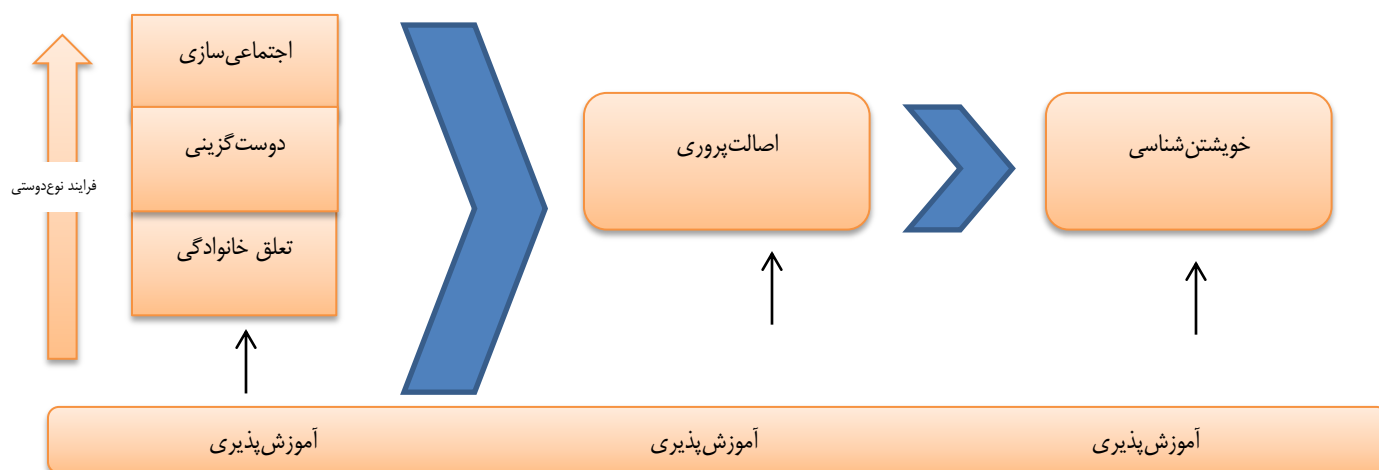 اجتماعی‌سازی
دوست‌گزینی
تعلق خانوادگی
فرایند نوع‌دوستی
اصالت‌پروری
خویشتن‌شناسی
آموزش‌پذیری
آموزش‌پذیری
آموزش‌پذیری